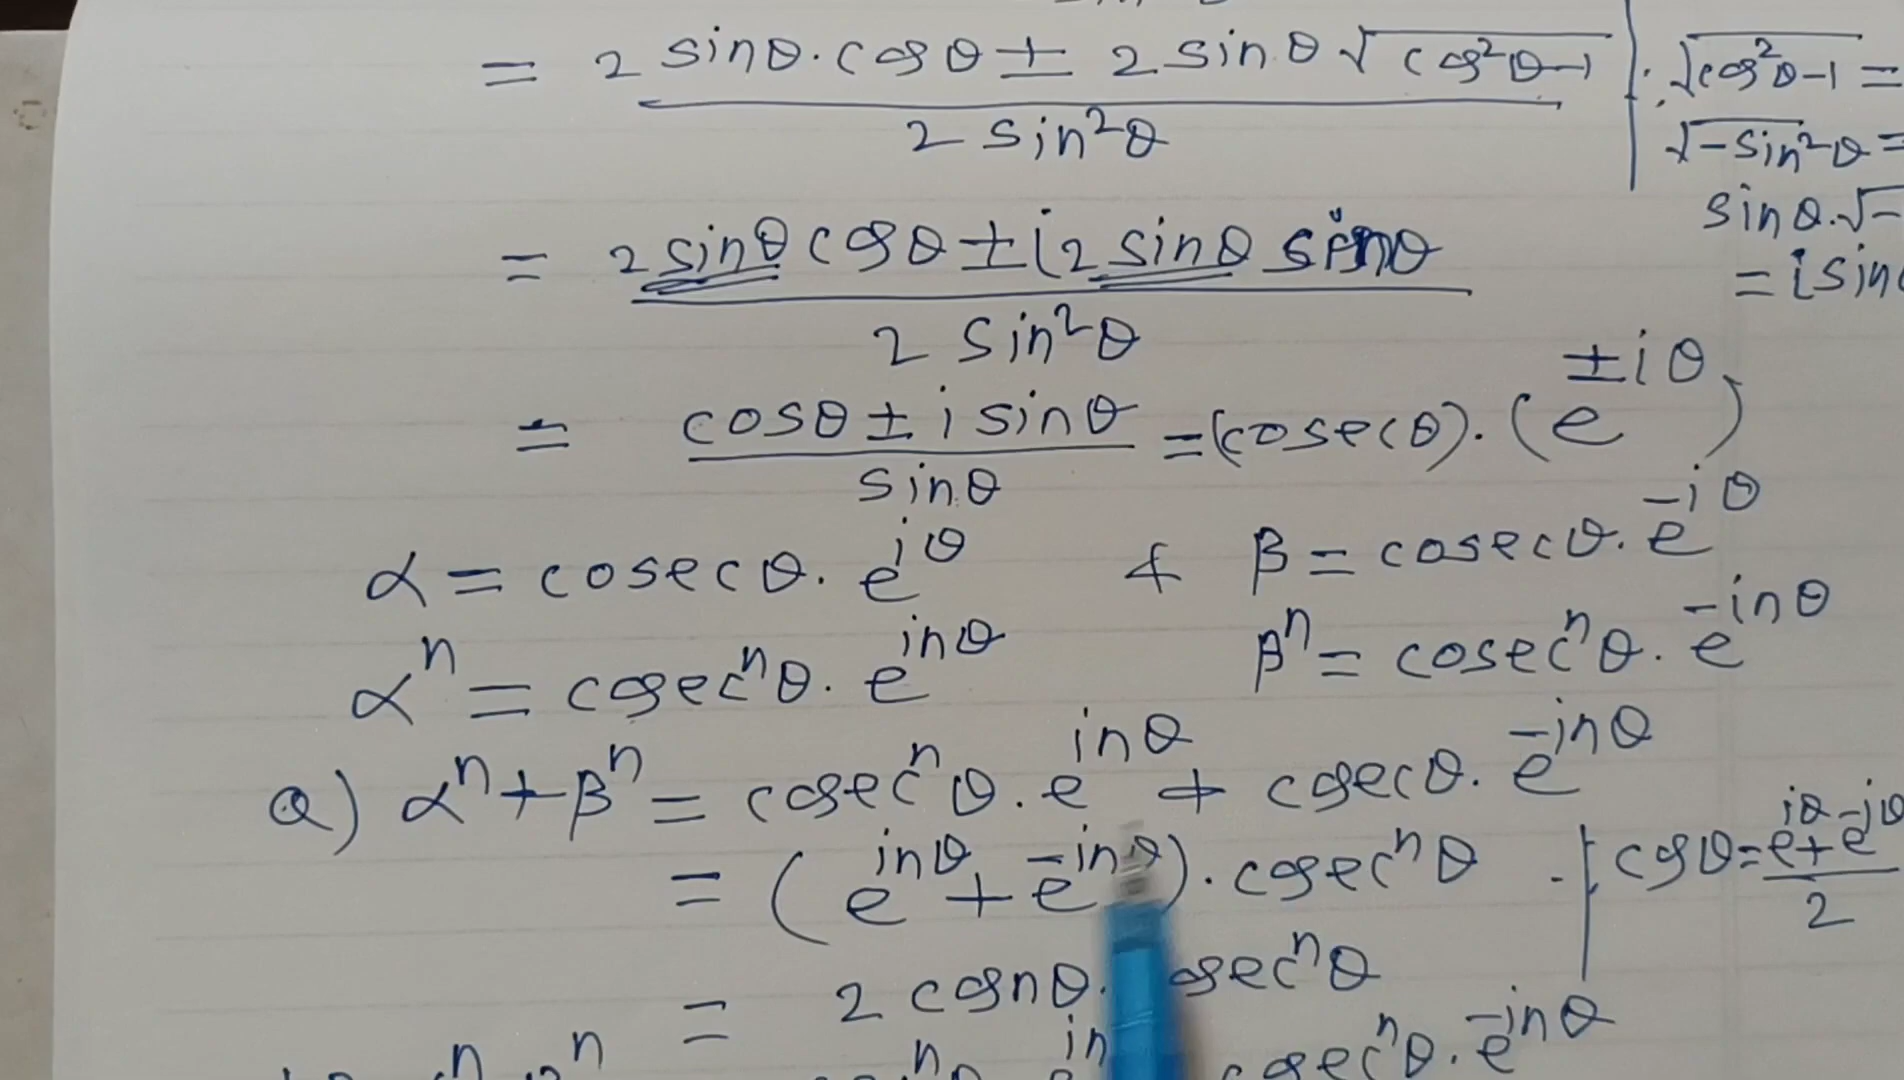 = 2 sinθ.cosθ ± 2 sinθ √cos²θ-1 / 2 sin²θ
∴ √cos²θ-1 =
√-sin²θ =
sinθ.√-
= i sin
= 2 sinθ cosθ ± i 2 sinθ sinθ / 2 sin²θ
= cosθ ± i sinθ / sinθ = (cosecθ).(e^±iθ)
α = cosecθ. e^iθ & β = cosecθ. e^-iθ
α^n = cosec^nθ. e^inθ β^n = cosec^nθ. e^-inθ
a) α^n + β^n = cosec^nθ. e^inθ + cosecθ. e^-inθ
= (e^inθ + e^-inθ). cosec^nθ
∵ cosθ = e^iθ + e^-iθ / 2
= 2 cosnθ. osec^nθ
cosec^nθ. e^-inθ